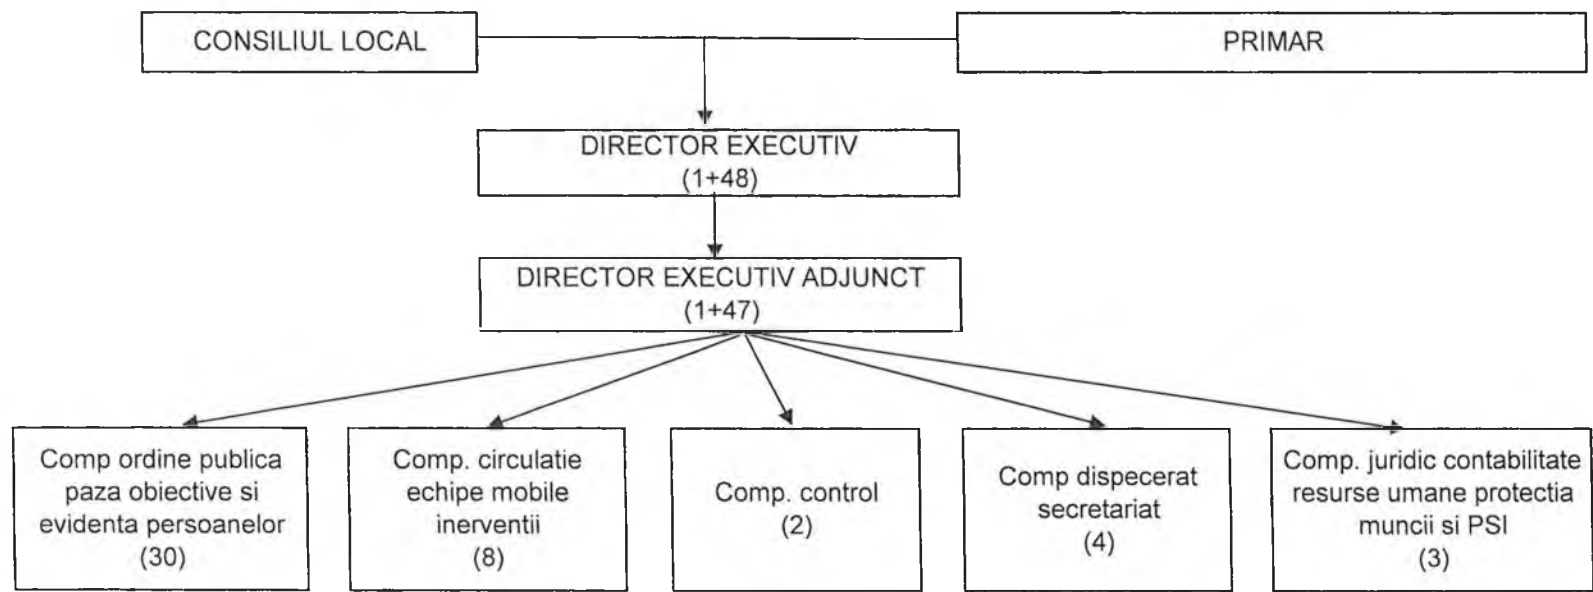 CONSILIUL LOCAL
PRIMAR
DIRECTOR EXECUTIV
(1+48)
DIRECTOR EXECUTIV ADJUNCT
(1+47)
Comp ordine publica
paza obiective si
evidenta persoanelor
(30)
Comp. circulatie
echipe mobile
inerventii
(8)
Comp. control
(2)
Comp dispecerat
secretariat
(4)
Comp. juridic contabilitate
resurse umane protectia
muncii si PSI
(3)